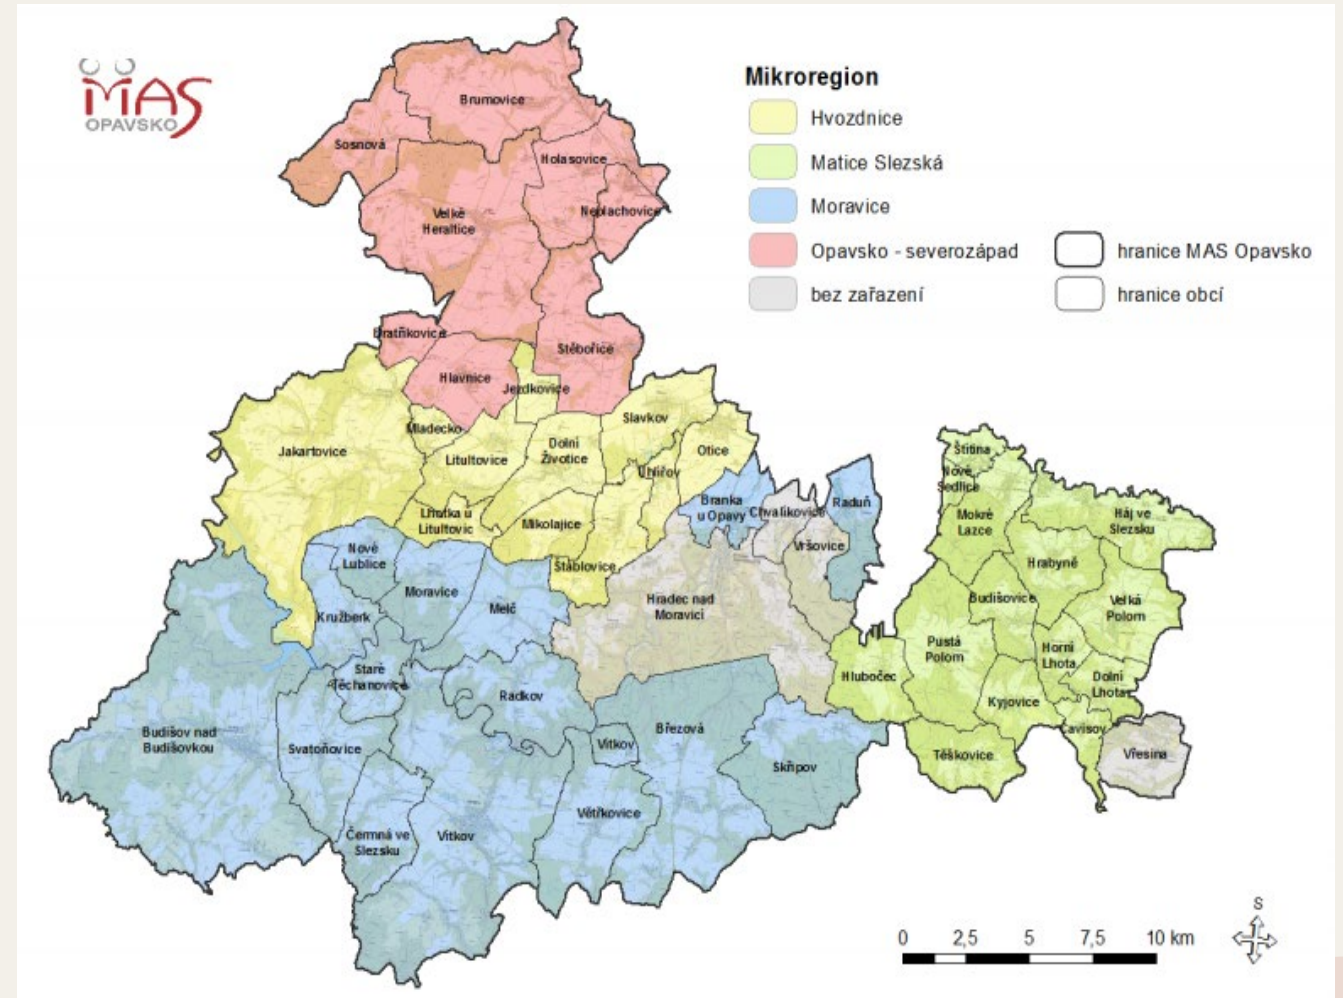 MAS
OPAVSKO
Mikroregion
Hvozdnice
Matice Slezská
Moravice
Opavsko - severozápad
hranice MAS Opavsko
bez zařazení
hranice obcí
Brumovice
Sosnová
Holasovice
Neplachovice
Velké
Heraltice
Bratříkovice
Stěbořice
Hlavnice
Jezdkovice
Slavkov
Mladecko
Jakartovice
Litultovice
Dolní
Životice
Otice
Uhlířov
Štítina
Nové
Sedlice
Lhotka u
Litultovic
Mikolajice
Branka
u Opavy
Chvalíkovice
Raduň
Mokré
Lazce
Háj ve
Slezsku
Nové
Lublice
Vršovice
Štáblovice
Hrabyně
Moravice
Melč
Hradec nad
Moravicí
Budišovice
Velká
Polom
Kružberk
Pustá
Polom
Horní
Lhota
Staré
Těchanovice
Hlubočec
Dolní
Lhota
Radkov
Kyjovice
Čavisov
Budišov nad
Budišovkou
Svatoňovice
Vítkov
Březová
Těškovice
Vřesina
Skřipov
Větřkovice
Čermná ve
Slezsku
Vítkov
S
0 2,5 5 7,5 10 km